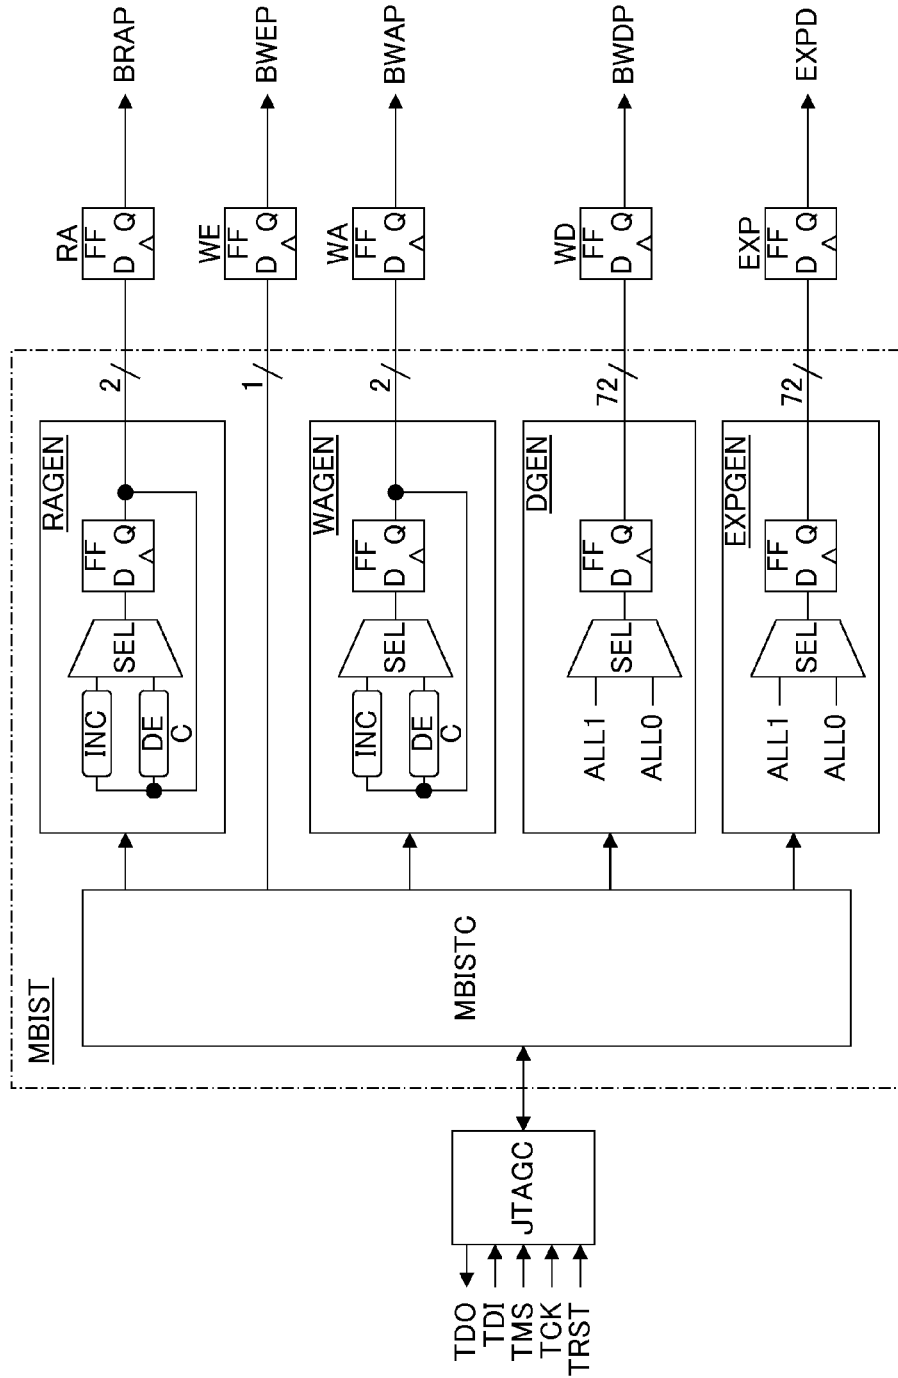 MBIST
TDO
TDI
TMS
TCK
TRST
JTAGC
MBISTC
RAGEN
INC
DE
C
SEL
FF
D Q
2
RA
FF
D Q
BRAP
1
WE
FF
D Q
BWEP
WAGEN
INC
DE
C
SEL
FF
D Q
2
WA
FF
D Q
BWAP
DGEN
ALL1
ALL0
SEL
FF
D Q
72
WD
FF
D Q
BWDP
EXPGEN
ALL1
ALL0
SEL
FF
D Q
72
EXP
FF
D Q
EXPD